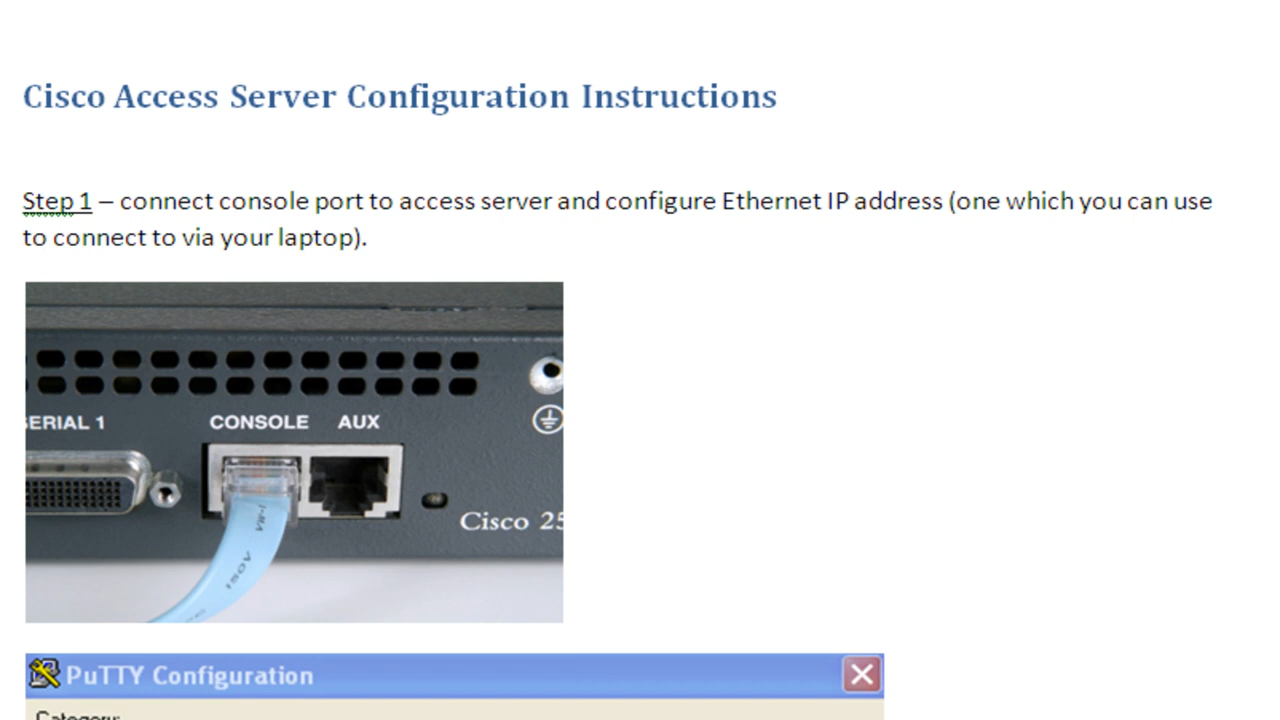 Cisco Access Server Configuration Instructions
Step 1 – connect console port to access server and configure Ethernet IP address (one which you can use
to connect to via your laptop).
ERIAL 1 CONSOLE AUX
Cisco 25
PuTTY Configuration
Category: